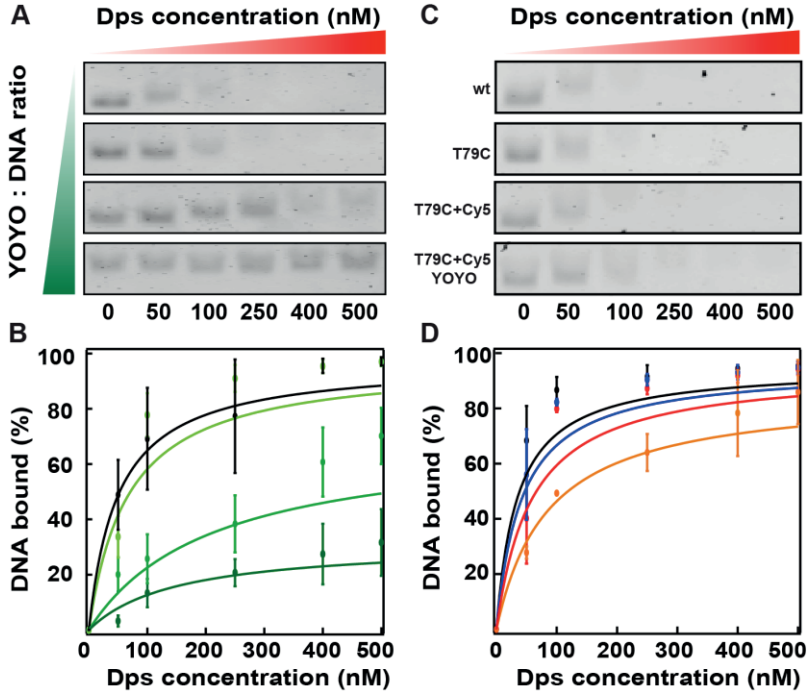 A
Dps concentration (nM)
YOYO : DNA ratio
0 50 100 250 400 500
B
100
80
60
40
20
DNA bound (%)
0 100 200 300 400 500
Dps concentration (nM)
C
Dps concentration (nM)
wt
T79C
T79C+Cy5
T79C+Cy5
YOYO
0 50 100 250 400 500
D
100
80
60
40
20
DNA bound (%)
0 100 200 300 400 500
Dps concentration (nM)